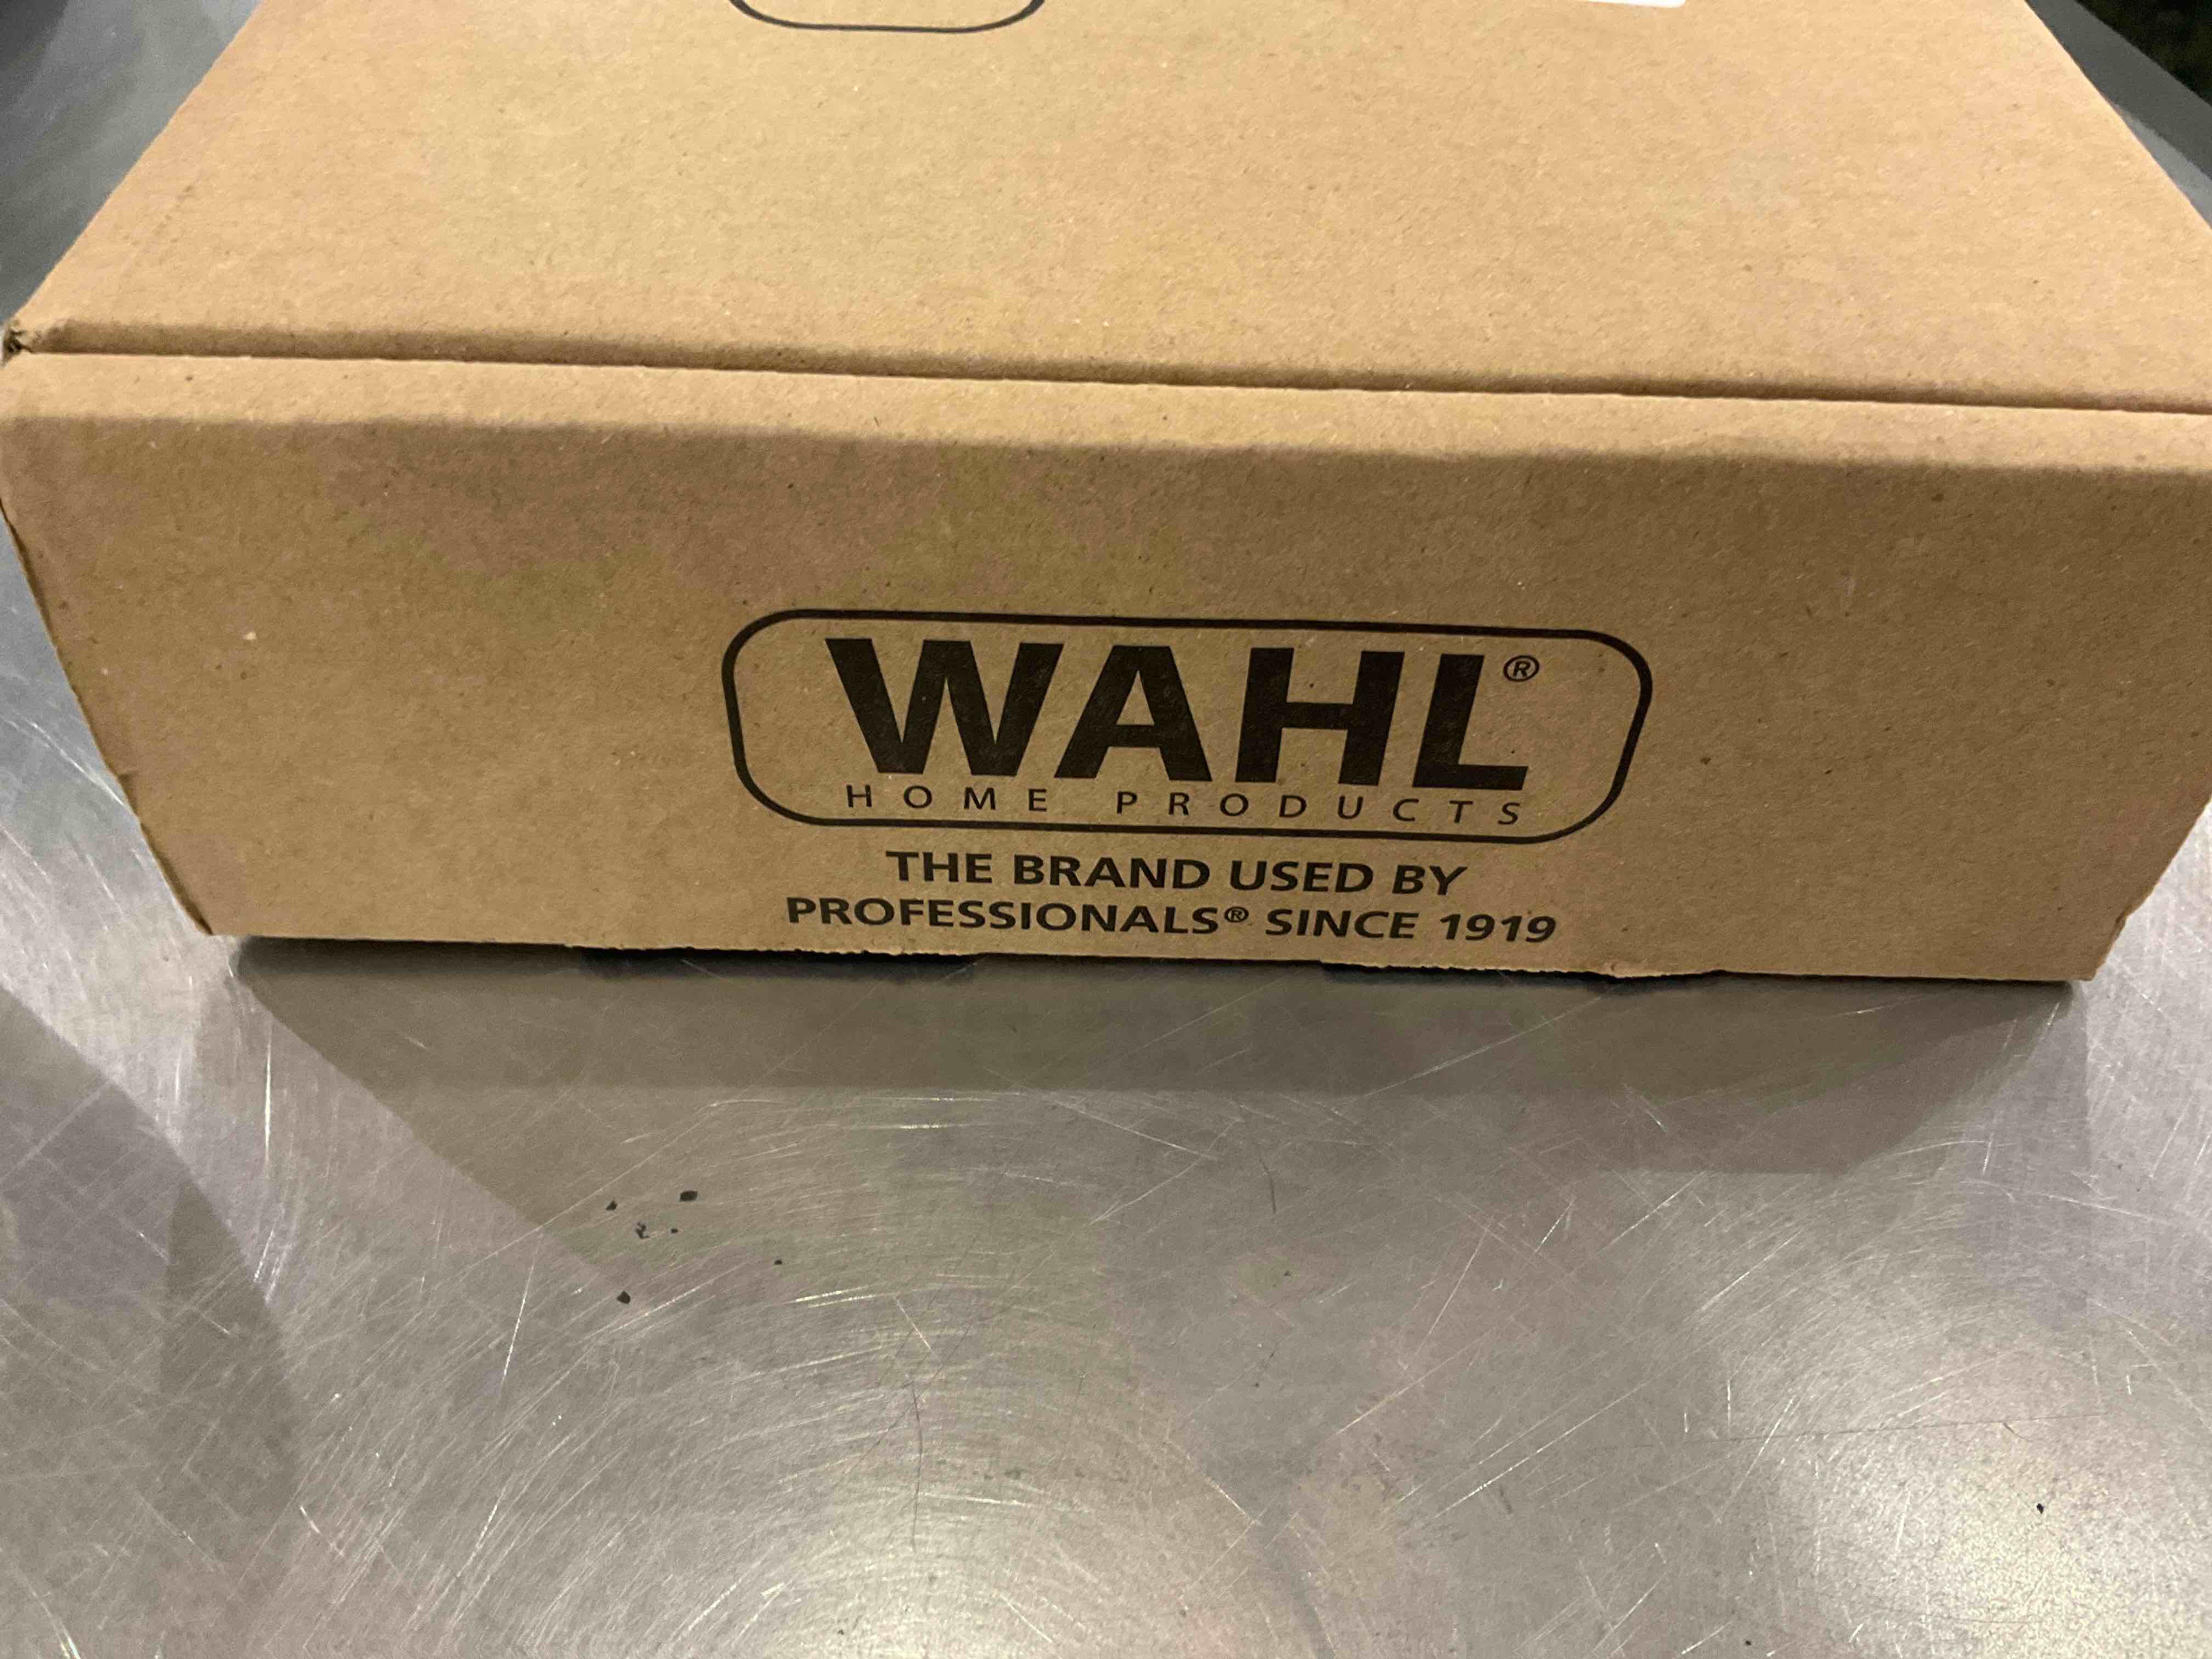 WAHL®
HOME PRODUCTS
THE BRAND USED BY
PROFESSIONALS® SINCE 1919